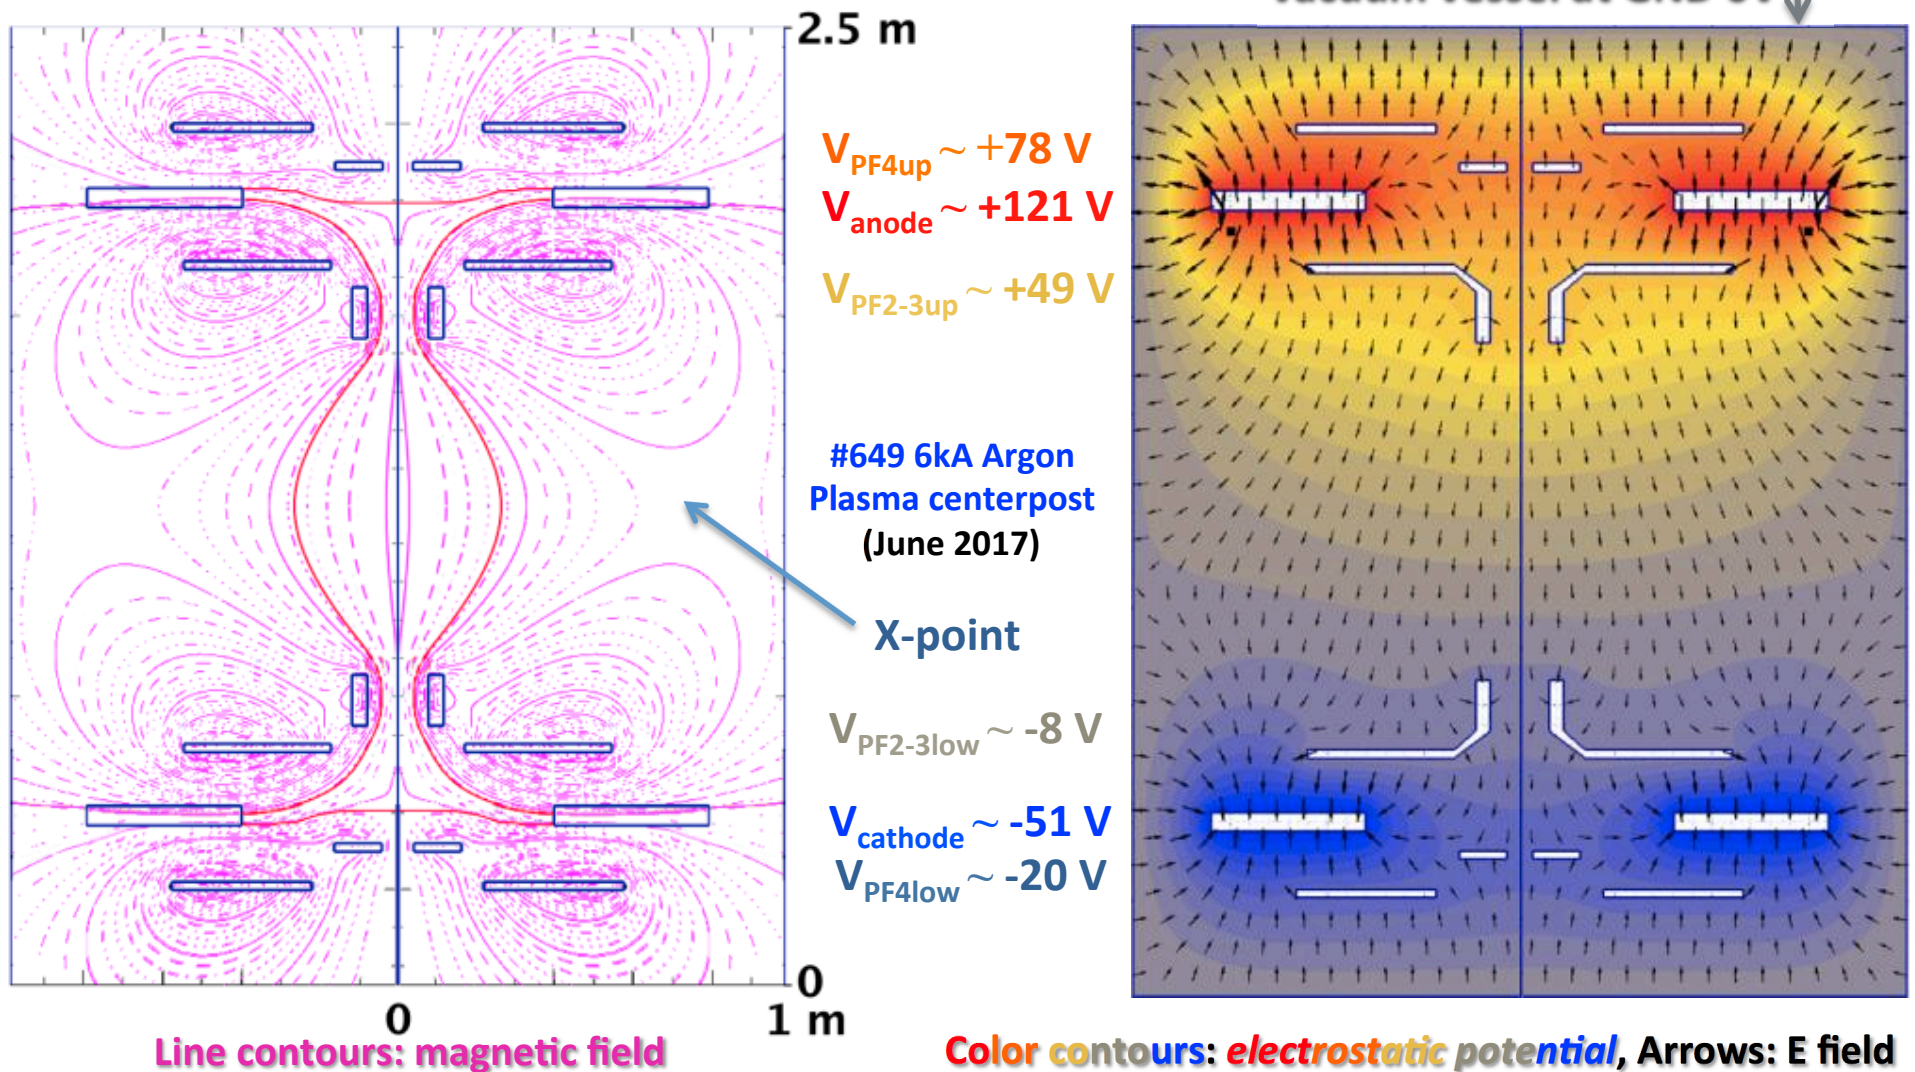 2.5 m
V_PF4up ~ +78 V
V_anode ~ +121 V
V_PF2-3up ~ +49 V
#649 6kA Argon
Plasma centerpost
(June 2017)
X-point
V_PF2-3low ~ -8 V
V_cathode ~ -51 V
V_PF4low ~ -20 V
0
0
1 m
Line contours: magnetic field
Color contours: electrostatic potential, Arrows: E field